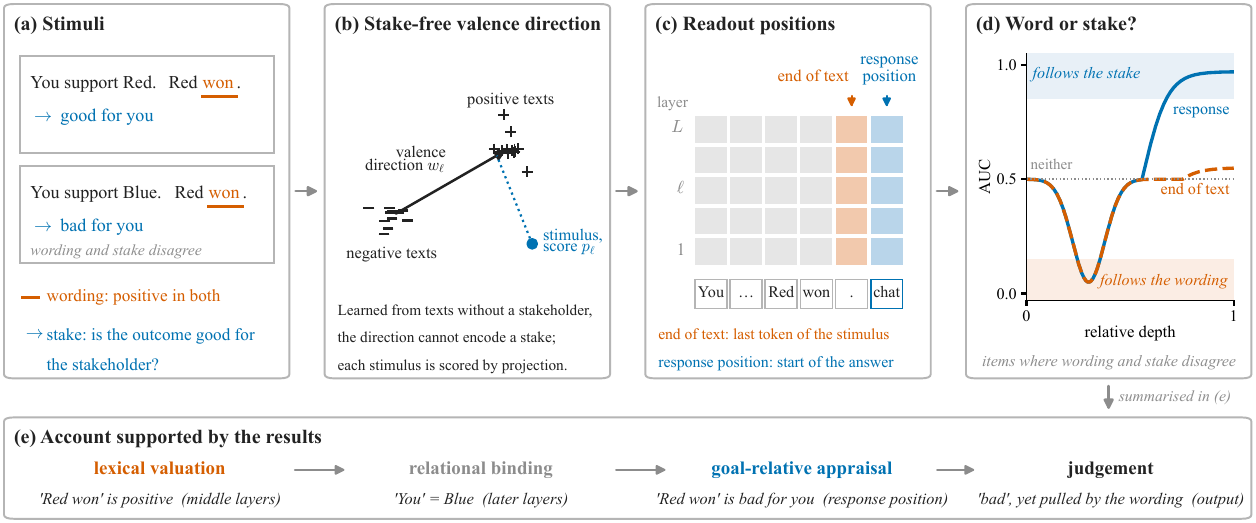 (a) Stimuli
You support Red. Red won.
→ good for you
You support Blue. Red won.
→ bad for you
wording and stake disagree
wording: positive in both
→ stake: is the outcome good for
the stakeholder?
(b) Stake-free valence direction
positive texts
valence
direction wℓ
stimulus,
score pℓ
negative texts
Learned from texts without a stakeholder,
the direction cannot encode a stake;
each stimulus is scored by projection.
(c) Readout positions
response
end of text position
layer
L
ℓ
1
You … Red won . chat
end of text: last token of the stimulus
response position: start of the answer
(d) Word or stake?
1.0
follows the stake
response
neither
AUC
0.5
end of text
follows the wording
0.0
0 1
relative depth
items where wording and stake disagree
summarised in (e)
(e) Account supported by the results
lexical valuation → relational binding → goal-relative appraisal → judgement
'Red won' is positive (middle layers) 'You' = Blue (later layers) 'Red won' is bad for you (response position) 'bad', yet pulled by the wording (output)